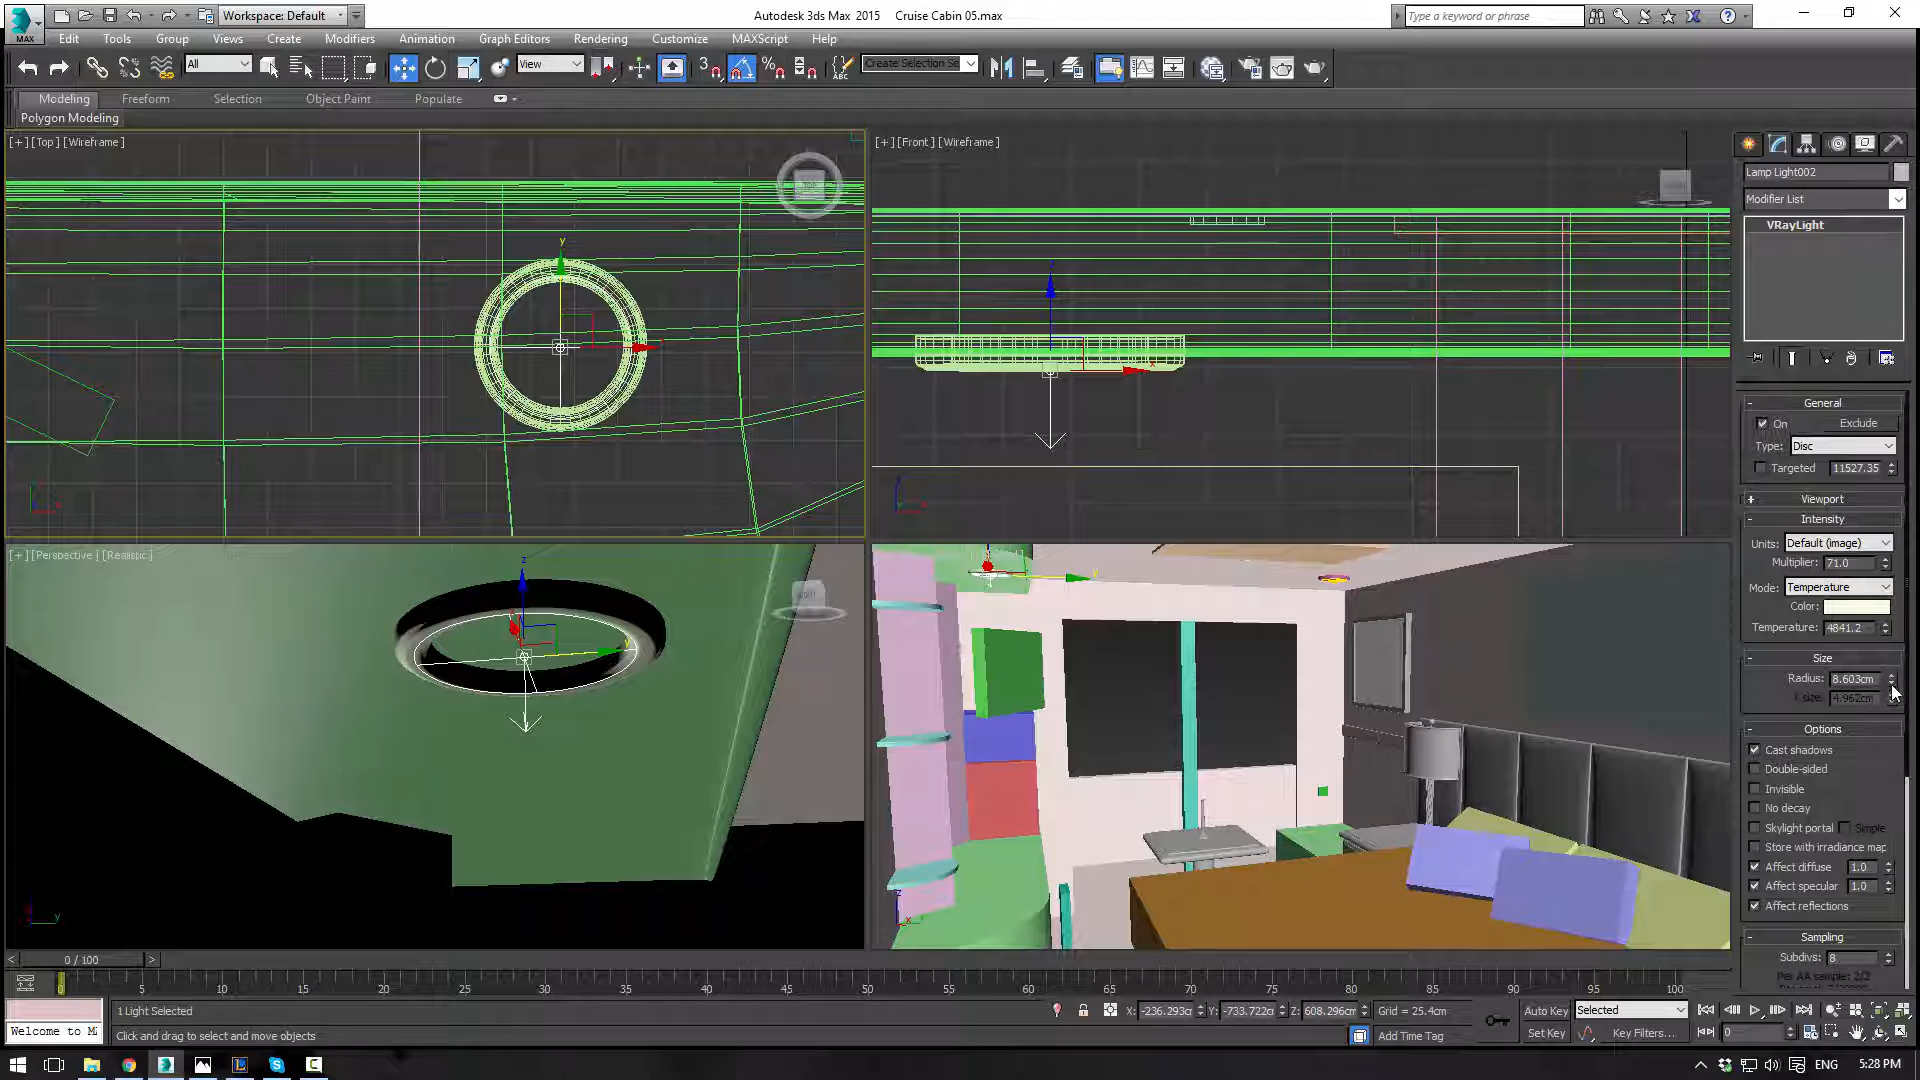 Workspace: Default
Autodesk 3ds Max 2015 Cruise Cabin 05.max
Type a keyword or phrase
MAX
Edit Tools Group Views Create Modifiers Animation Graph Editors Rendering Customize MAXScript Help
All View Create Selection Se
Modeling Freeform Selection Object Paint Populate
Polygon Modeling
[+] [Top] [Wireframe]
[+] [Front] [Wireframe]
TOP
Lamp Light002
Modifier List
VRayLight
General
On Exclude
Type: Disc
Targeted 11527.35
Viewport
Intensity
Units: Default (image)
Multiplier: 71.0
Mode: Temperature
Color:
Temperature: 4841.2
Size
Radius: 8.603cm
4.962cm
Options
Cast shadows
Double-sided
Invisible
No decay
Skylight portal Simple
Store with irradiance map
Affect diffuse 1.0
Affect specular 1.0
Affect reflections
Sampling
Subdivs: 8
[+] [Perspective] [Realistic]
0 / 100
0 5 10 15 20 25 30 35 40 45 50 55 60 65 70 75 80 85 90 95 100
1 Light Selected
X: -236.293cm Y: -733.722cm Z: 608.296cm Grid = 25.4cm Auto Key Selected
Welcome to M
Click and drag to select and move objects
Add Time Tag Set Key Key Filters... 0
ENG 5:28 PM